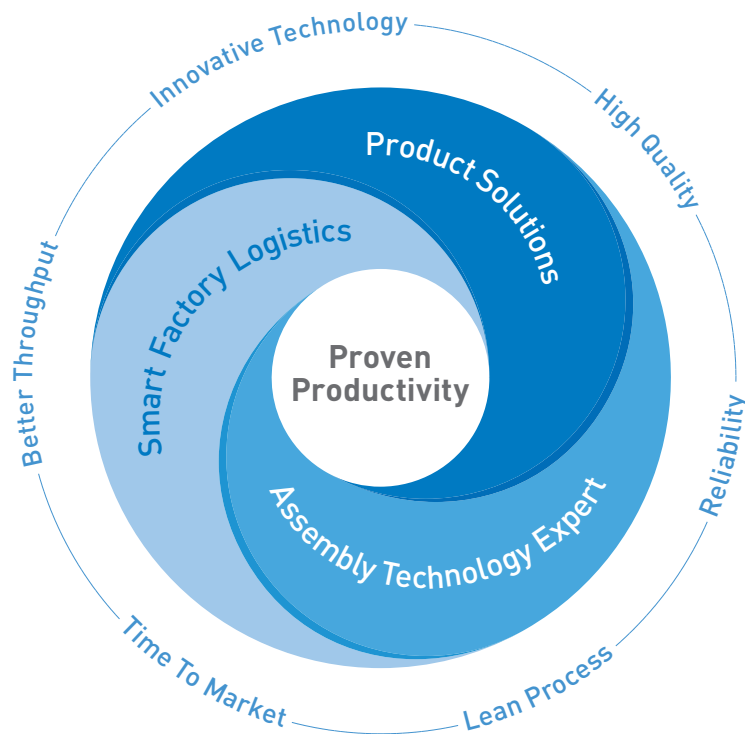 Innovative Technology
High Quality
Reliability
Lean Process
Time To Market
Better Throughput
Product Solutions
Smart Factory Logistics
Assembly Technology Expert
Proven
Productivity